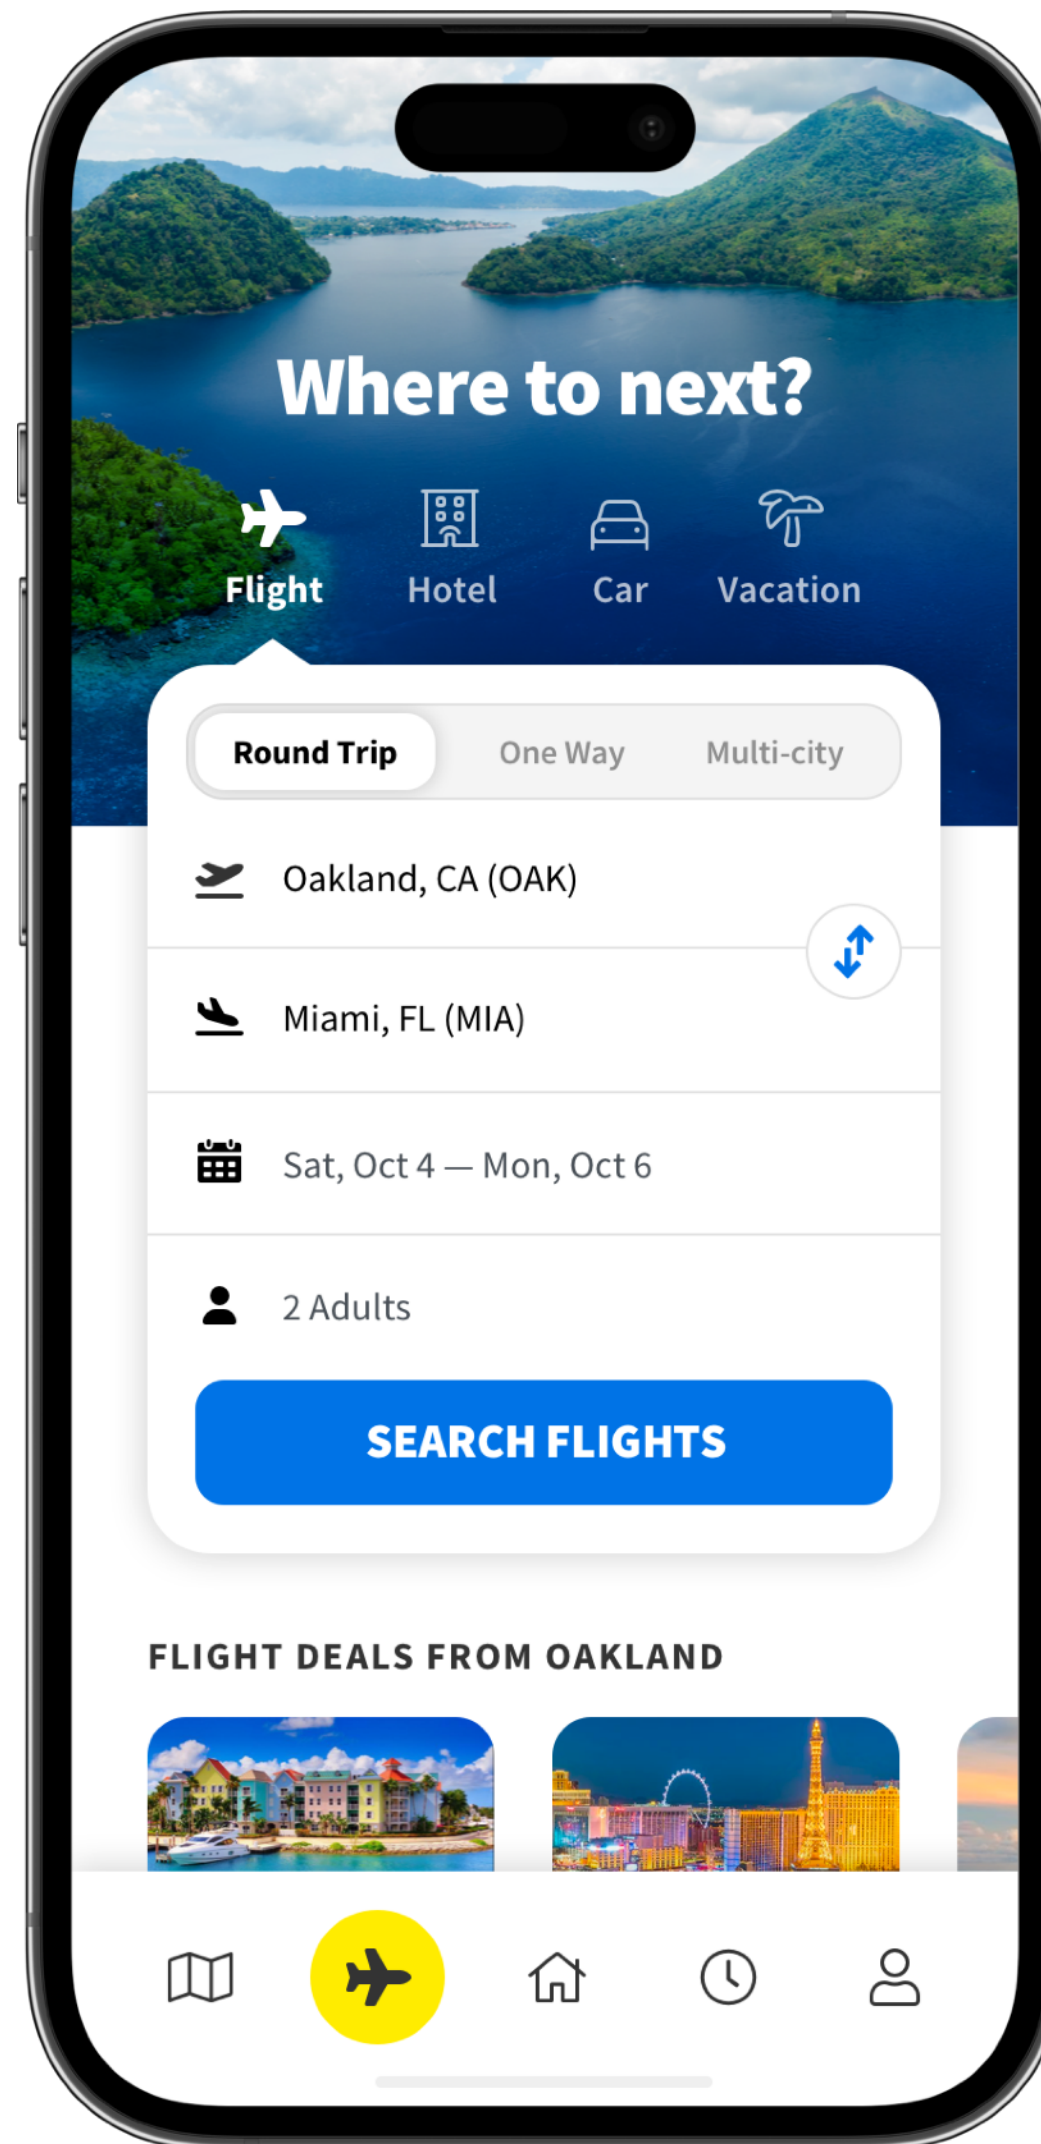 Where to next?
Flight Hotel Car Vacation
Round Trip One Way Multi-city
Oakland, CA (OAK)
Miami, FL (MIA)
Sat, Oct 4 — Mon, Oct 6
2 Adults
SEARCH FLIGHTS
FLIGHT DEALS FROM OAKLAND